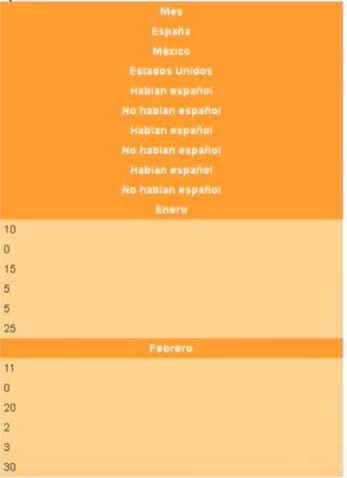 Mes
España
México
Estados Unidos
Hablan español
No hablan español
Hablan español
No hablan español
Hablan español
No hablan español
Enero
10
0
15
5
5
25
Febrero
11
0
20
2
3
30